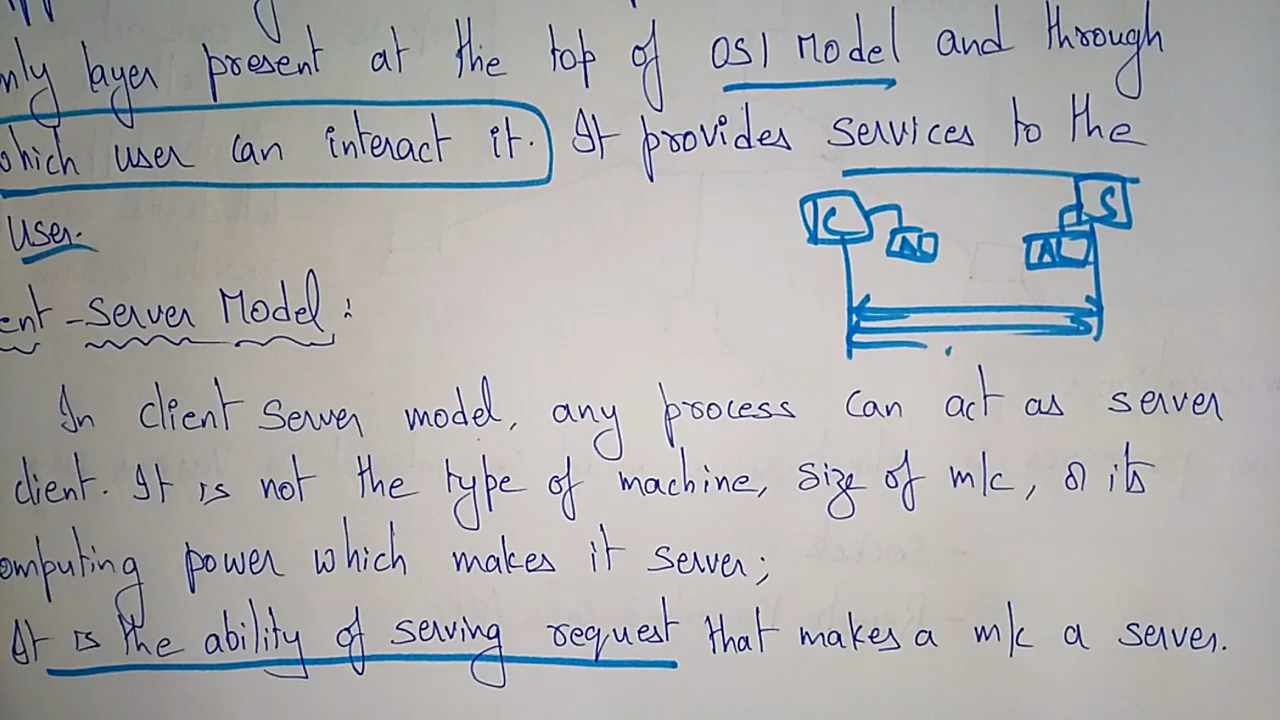 nly layer present at the top of OSI Model and through
which user can interact it. It provides services to the
user.
C
S
A
A
ent - Server Model :
In client server model, any process can act as server
client. It is not the type of machine, size of m/c, or its
omputing power which makes it server;
It is the ability of serving request that makes a m/c a server.